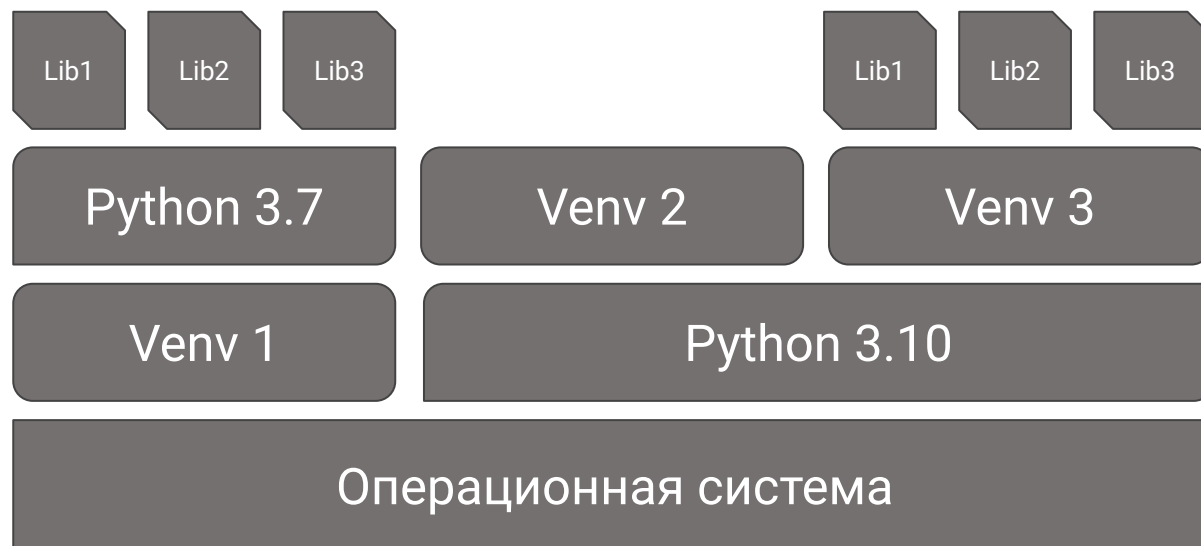 Lib1 Lib2 Lib3 Lib1 Lib2 Lib3
Python 3.7 Venv 2 Venv 3
Venv 1 Python 3.10
Операционная система